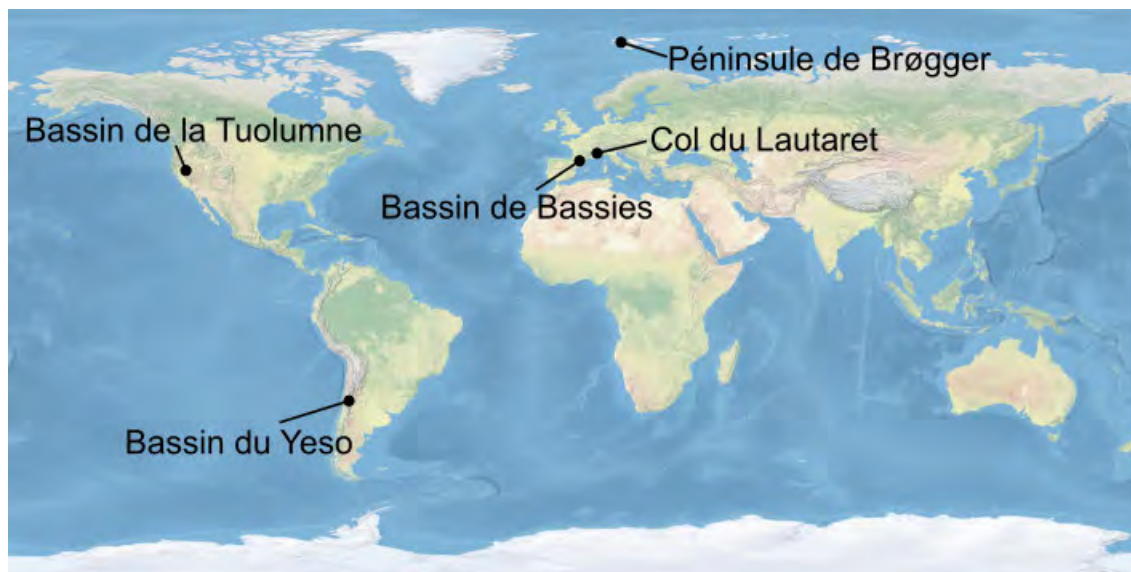 Péninsule de Brøgger
Bassin de la Tuolumne
Col du Lautaret
Bassin de Bassies
Bassin du Yeso